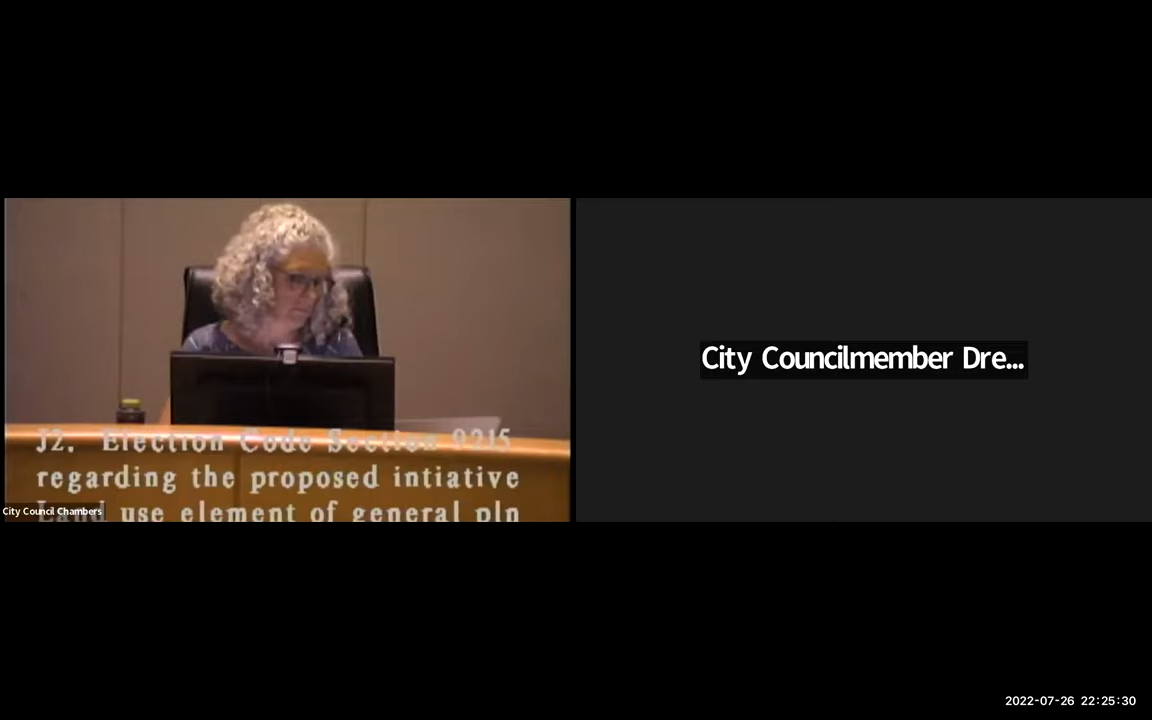 J2. Election Code Section 9215
regarding the proposed intiative
Land use element of general pln
City Council Chambers
City Councilmember Dre...
2022-07-26 22:25:30